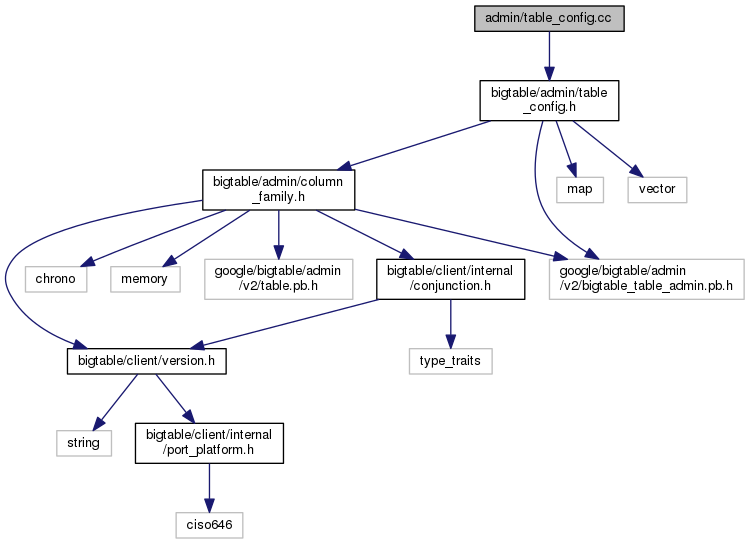 admin/table_config.cc
bigtable/admin/table
_config.h
bigtable/admin/column
_family.h
map
vector
chrono
memory
google/bigtable/admin
/v2/table.pb.h
bigtable/client/internal
/conjunction.h
google/bigtable/admin
/v2/bigtable_table_admin.pb.h
bigtable/client/version.h
type_traits
string
bigtable/client/internal
/port_platform.h
ciso646